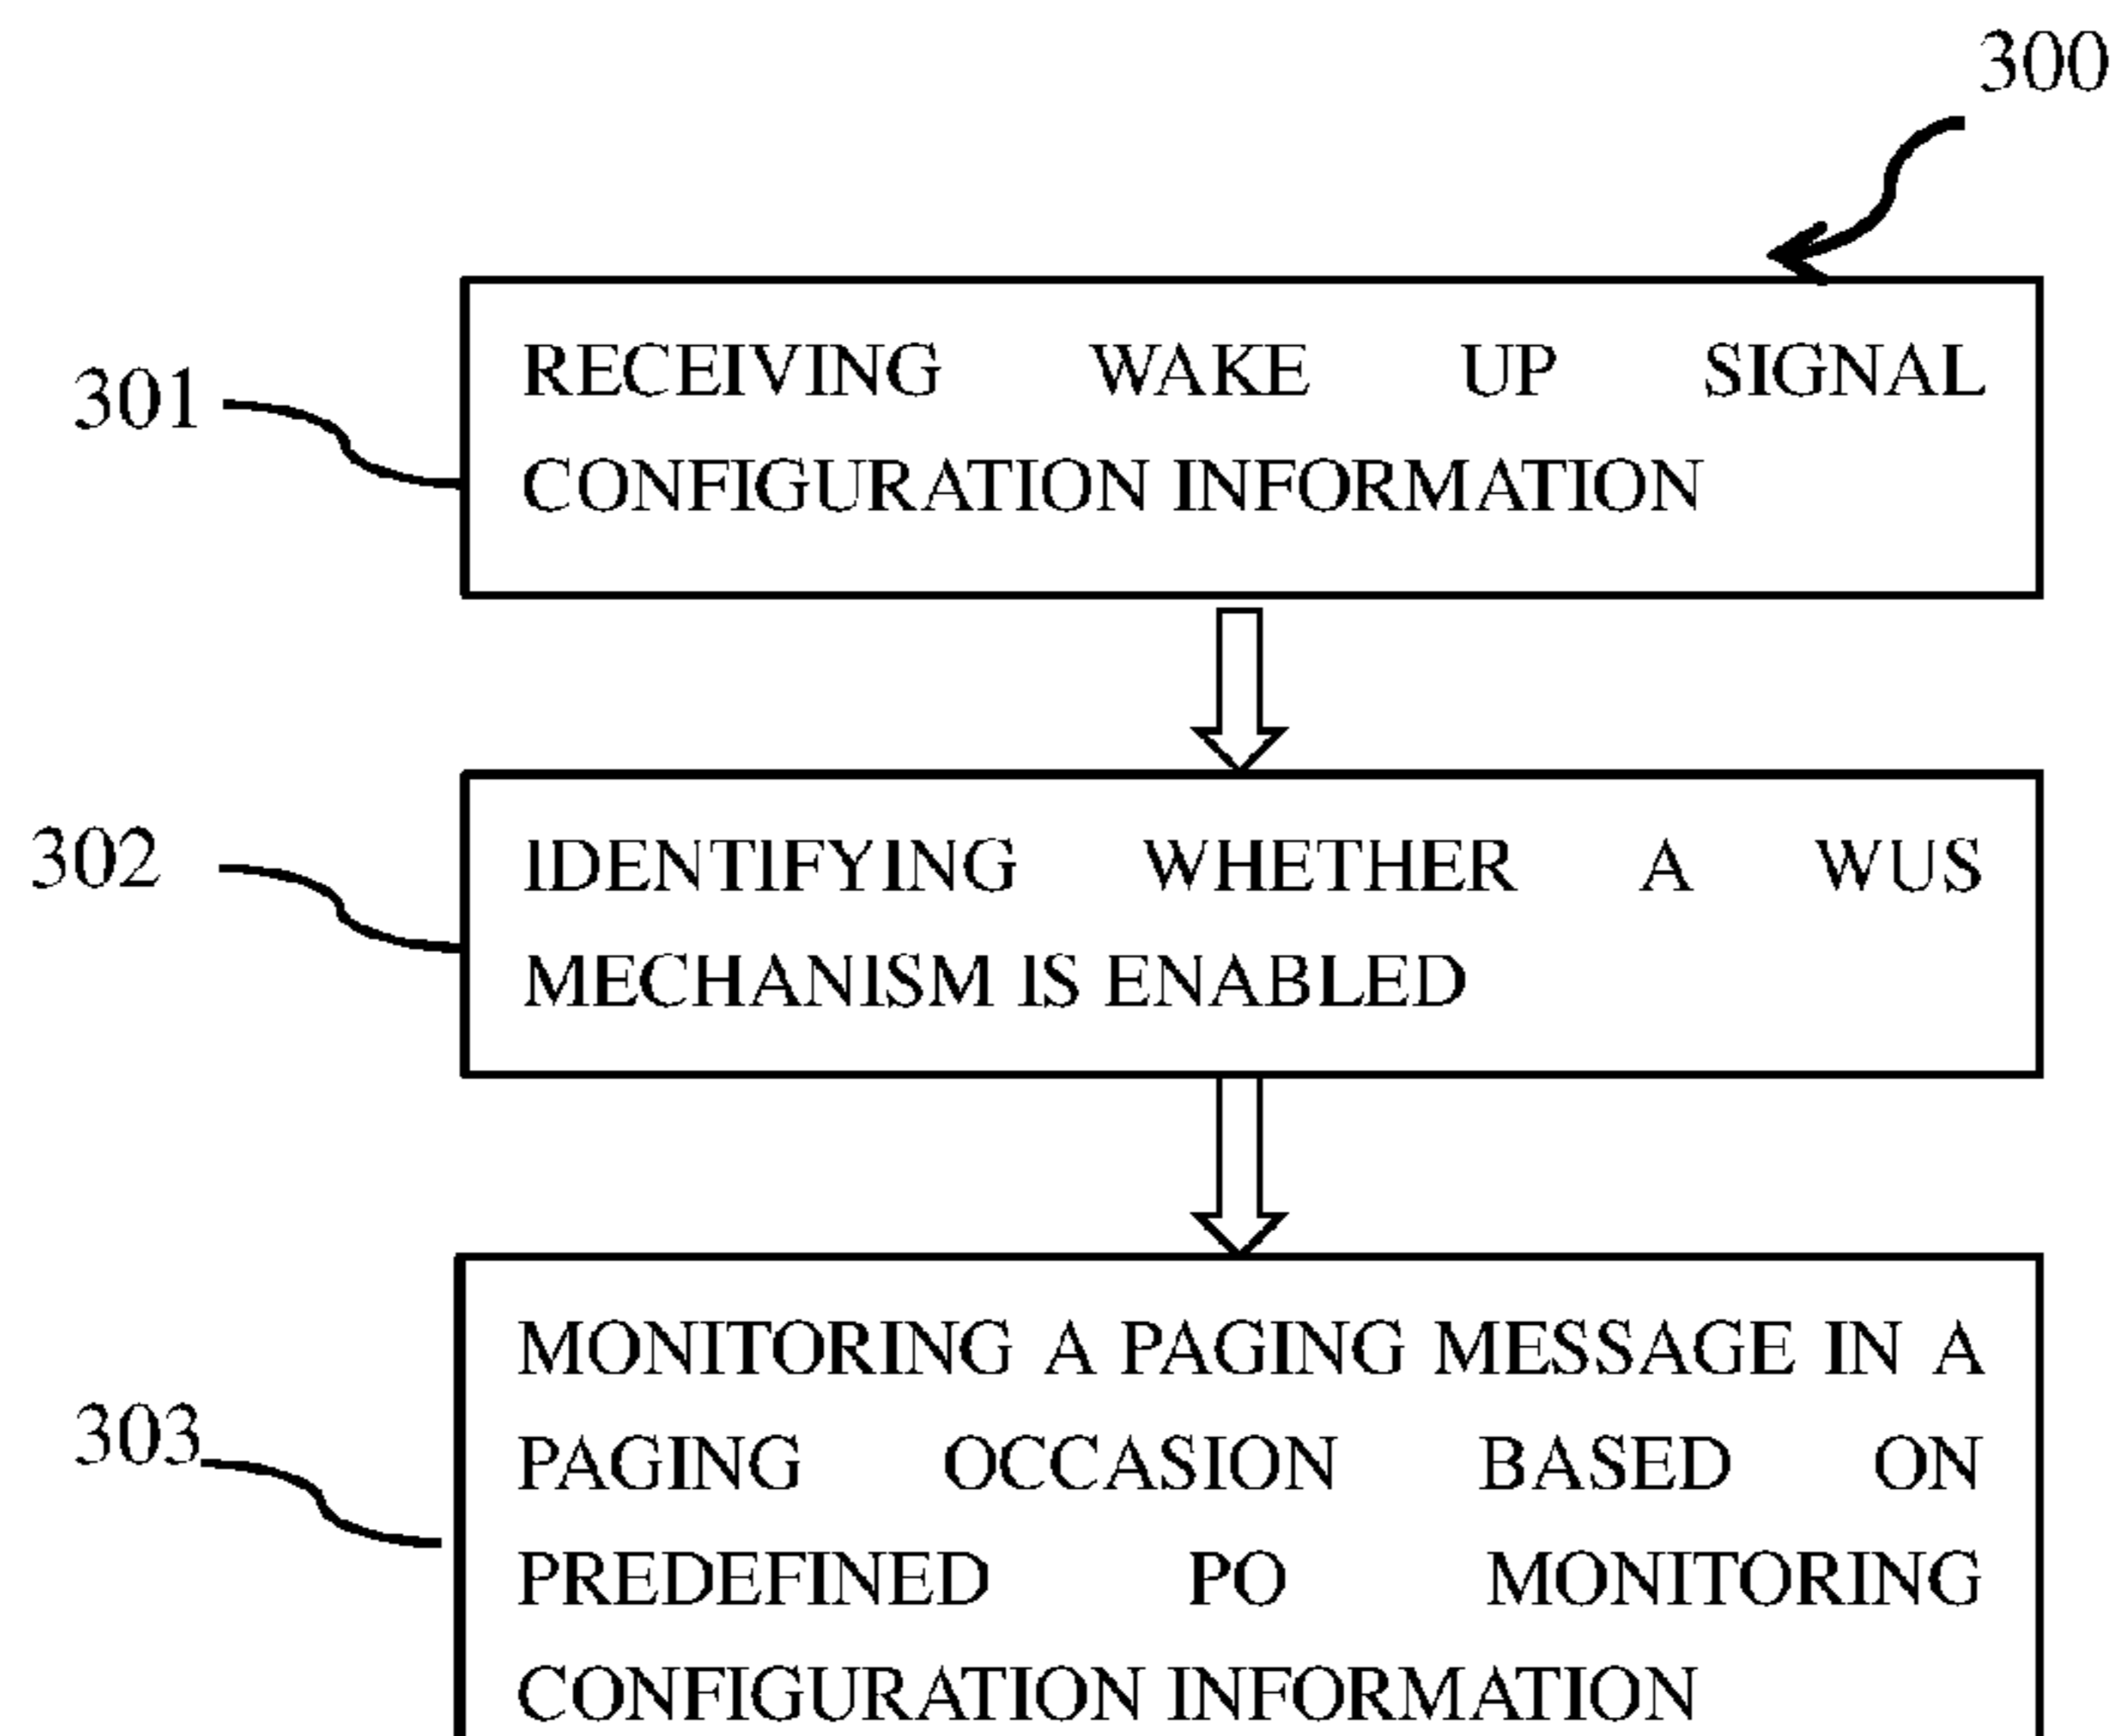 300
301
RECEIVING WAKE UP SIGNAL
CONFIGURATION INFORMATION
302
IDENTIFYING WHETHER A WUS
MECHANISM IS ENABLED
303
MONITORING A PAGING MESSAGE IN A
PAGING OCCASION BASED ON
PREDEFINED PO MONITORING
CONFIGURATION INFORMATION